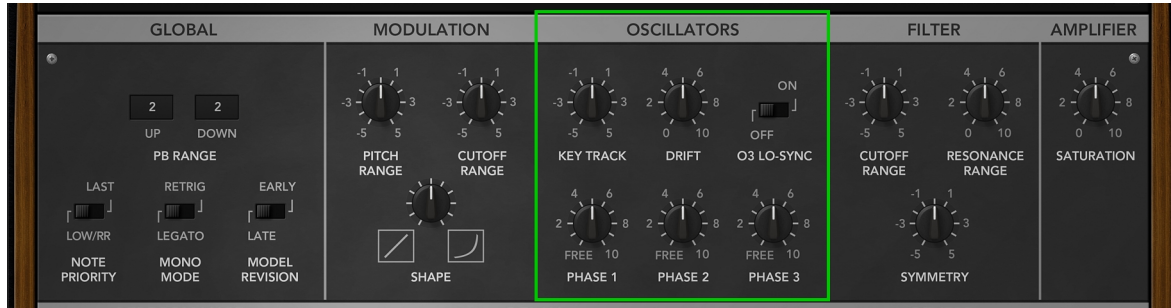 GLOBAL
MODULATION
OSCILLATORS
FILTER
AMPLIFIER
2 2
UP DOWN
PB RANGE
LAST RETRIG EARLY
LOW/RR LEGATO LATE
NOTE PRIORITY
MONO MODE
MODEL REVISION
-1 1 -3 3 -5 5
PITCH RANGE
-1 1 -3 3 -5 5
CUTOFF RANGE
SHAPE
-1 1 -3 3 -5 5
KEY TRACK
4 6 2 8 0 10
DRIFT
ON
OFF
O3 LO-SYNC
4 6 2 8 FREE 10
PHASE 1
4 6 2 8 FREE 10
PHASE 2
4 6 2 8 FREE 10
PHASE 3
-1 1 -3 3 -5 5
CUTOFF RANGE
4 6 2 8 0 10
RESONANCE RANGE
-1 1 -3 3 -5 5
SYMMETRY
4 6 2 8 0 10
SATURATION